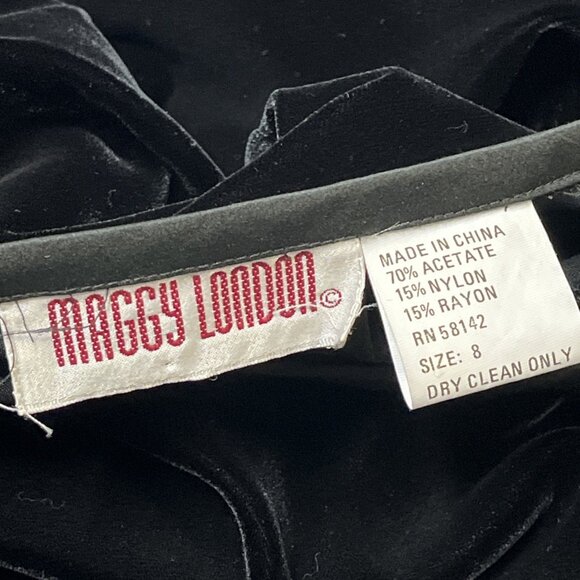 MAGGY LONDON©
MADE IN CHINA
70% ACETATE
15% NYLON
15% RAYON
RN 58142
SIZE: 8
DRY CLEAN ONLY